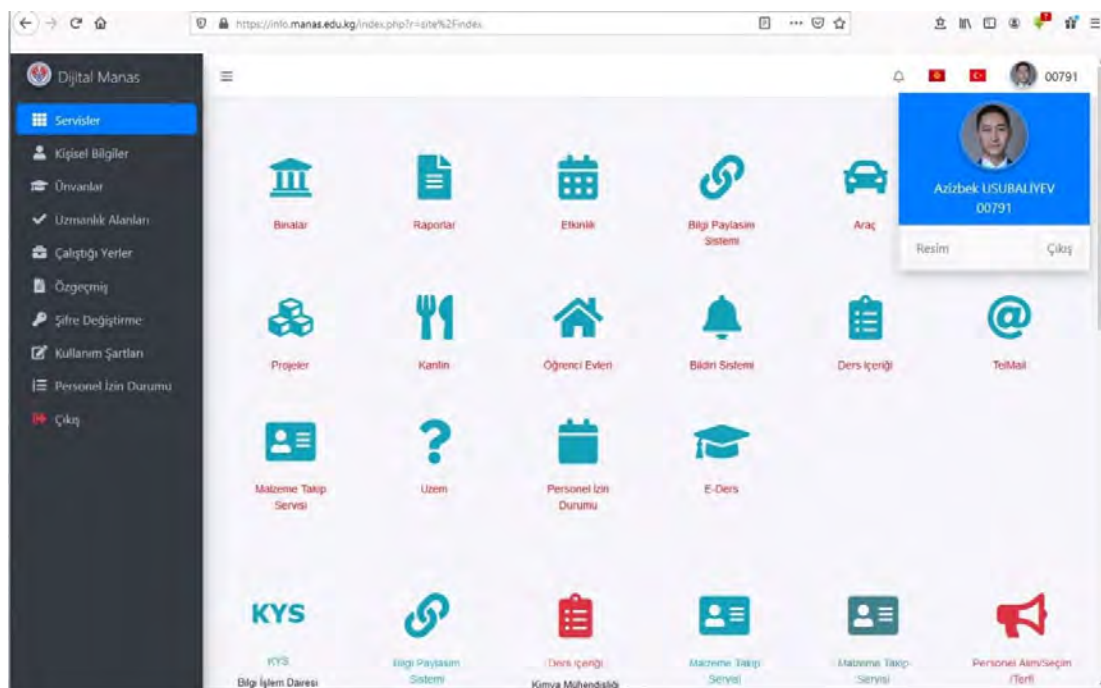 https://info.manas.edu.kg/index.php?r=site%2Findex
Dijital Manas
00791
Servisler
Kişisel Bilgiler
Ünvanlar
Uzmanlık Alanları
Çalıştığı Yerler
Özgeçmiş
Şifre Değiştirme
Kullanım Şartları
Personel İzin Durumu
Çıkış
Azizbek USUBALİYEV
00791
Resim Çıkış
Binalar Raporlar Etkinlik Bilgi Paylasim Araç
Sistemi
Projeler Kantin Öğrenci Evleri Bildiri Sistemi Ders İçeriği TelMail
Malzeme Takip Uzem Personel İzin E-Ders
Servisi Durumu
KYS
KYS Bilgi Paylasim Ders İçeriği Malzeme Takip Malzeme Takip Personel Alım/Seçim
Bilgi İşlem Dairesi Sistemi Kimya Mühendisliği Servisi Servisi /Terfi